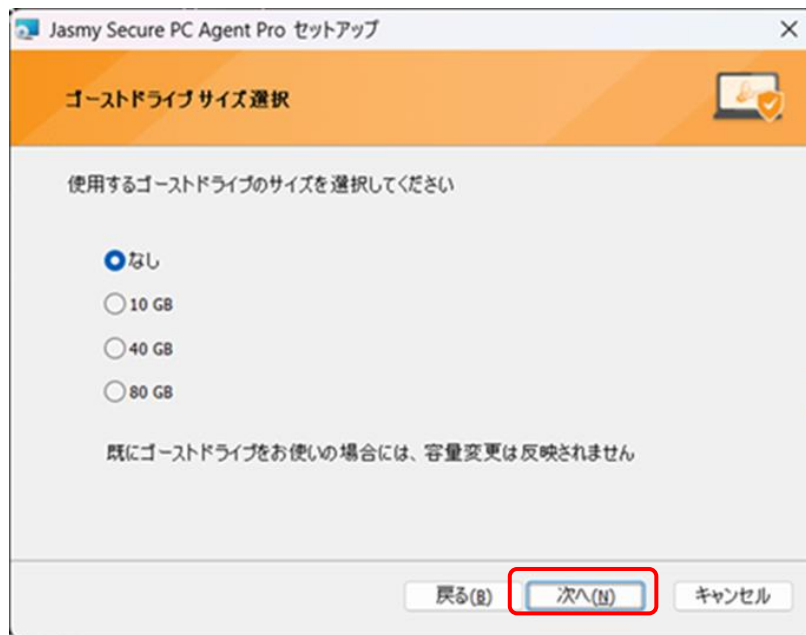 Jasmy Secure PC Agent Pro セットアップ
ゴーストドライブ サイズ選択
使用するゴーストドライブのサイズを選択してください
なし
10 GB
40 GB
80 GB
既にゴーストドライブをお使いの場合には、容量変更は反映されません
戻る(B) 次へ(N) キャンセル